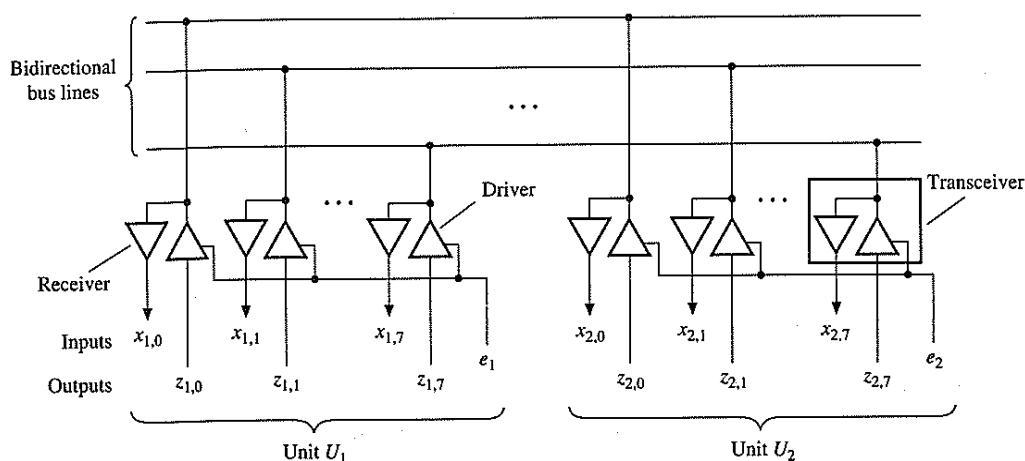 Bidirectional
bus lines
...
... Driver ... Transceiver
Receiver
Inputs x1,0 x1,1 x1,7 x2,0 x2,1 x2,7
e1 e2
Outputs z1,0 z1,1 z1,7 z2,0 z2,1 z2,7
Unit U1 Unit U2